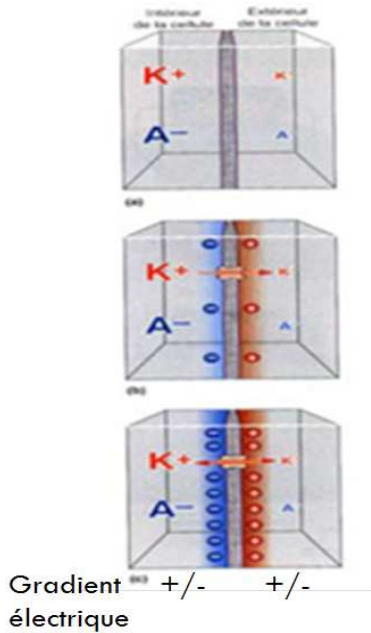 Intérieur de la cellule
Extérieur de la cellule
K+ K+
A− A
(a)
K+ K
A− A
(b)
K+ K
A− A
(c)
Gradient +/- +/-
électrique